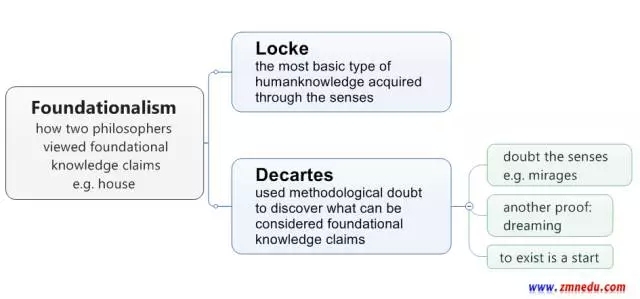 Foundationalism
how two philosophers
viewed foundational
knowledge claims
e.g. house
Locke
the most basic type of
humanknowledge acquired
through the senses
Decartes
used methodological doubt
to discover what can be
considered foundational
knowledge claims
doubt the senses
e.g. mirages
another proof:
dreaming
to exist is a start
www.zmnedu.com